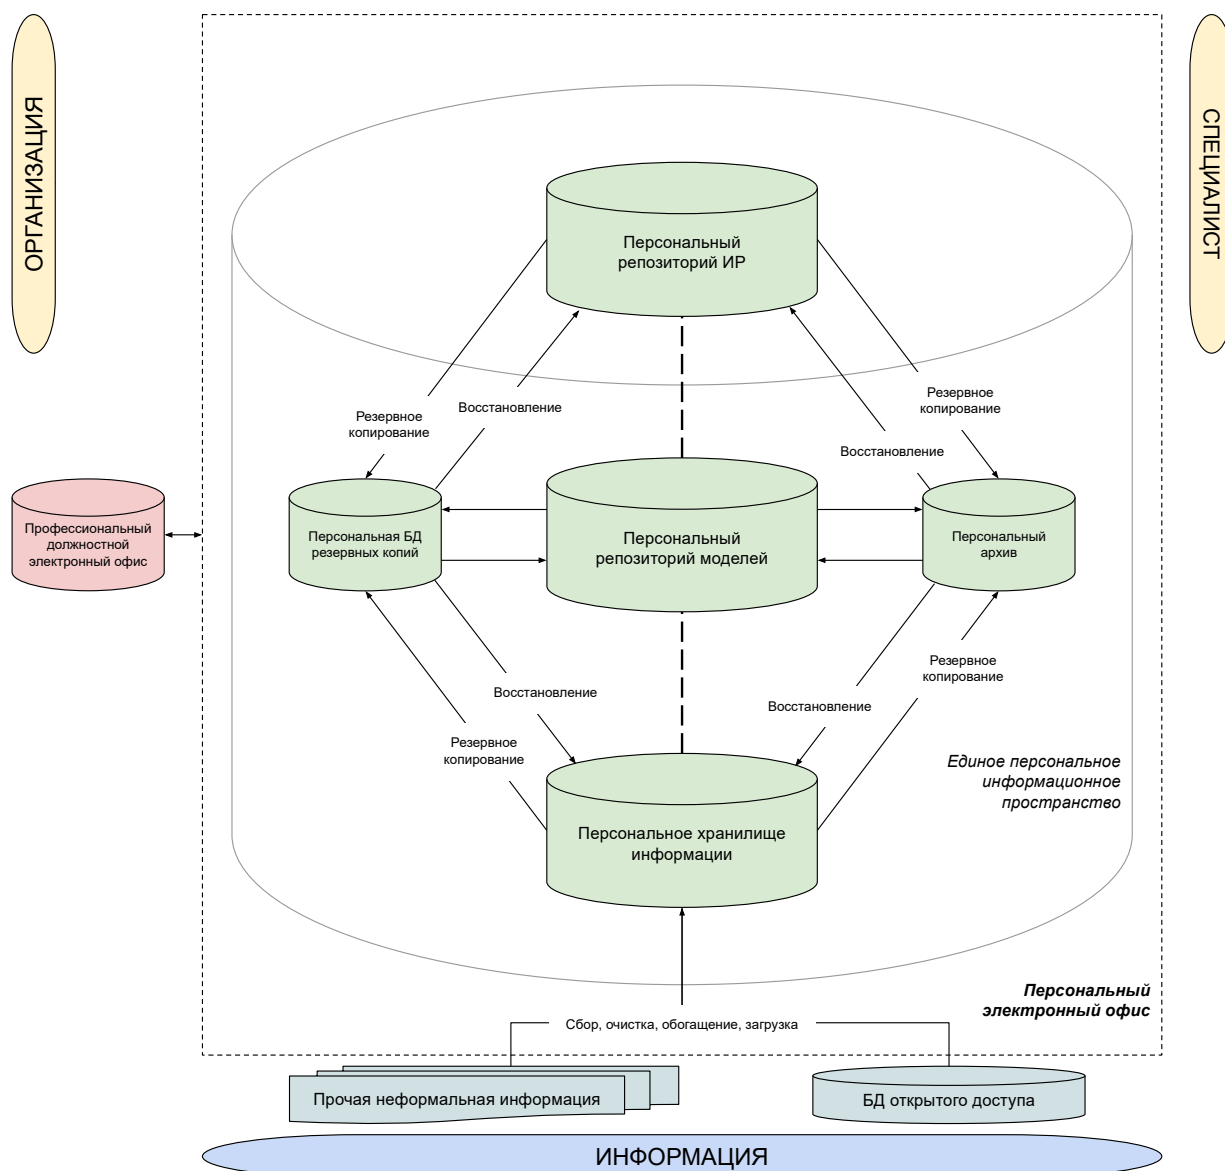 ОРГАНИЗАЦИЯ
СПЕЦИАЛИСТ
Персональный
репозиторий ИР
Резервное
копирование
Восстановление
Резервное
копирование
Восстановление
Профессиональный
должностной
электронный офис
Персональная БД
резервных копий
Персональный
репозиторий моделей
Персональный
архив
Восстановление
Резервное
копирование
Восстановление
Резервное
копирование
Единое персональное
информационное
пространство
Персональное хранилище
информации
Персональный
электронный офис
Сбор, очистка, обогащение, загрузка
Прочая неформальная информация
БД открытого доступа
ИНФОРМАЦИЯ